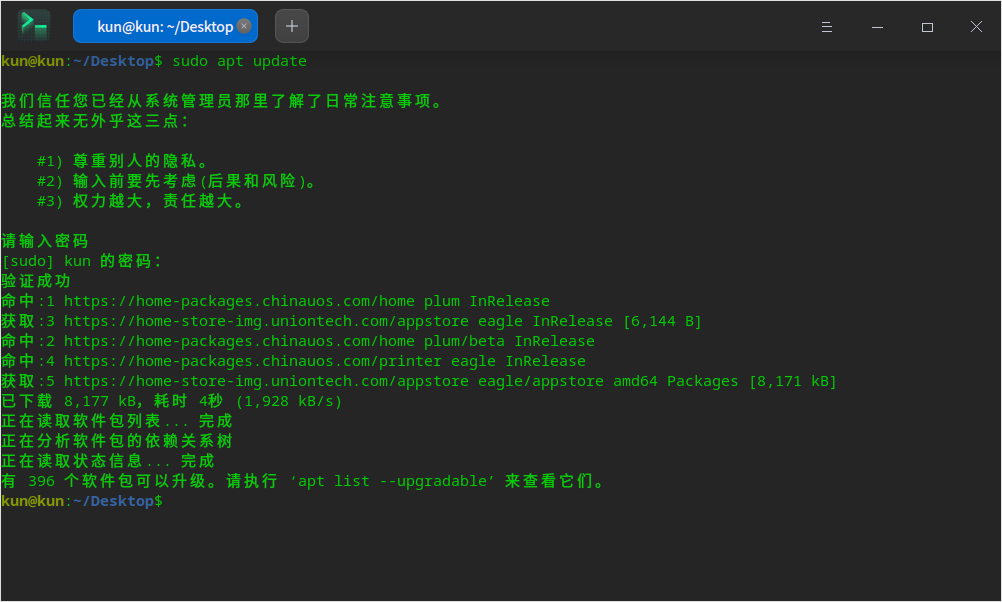 kun@kun: ~/Desktop
kun@kun:~/Desktop$ sudo apt update
我们信任您已经从系统管理员那里了解了日常注意事项。
总结起来无外乎这三点：
#1) 尊重别人的隐私。
#2) 输入前要先考虑(后果和风险)。
#3) 权力越大，责任越大。
请输入密码
[sudo] kun 的密码：
验证成功
命中:1 https://home-packages.chinauos.com/home plum InRelease
获取:3 https://home-store-img.uniontech.com/appstore eagle InRelease [6,144 B]
命中:2 https://home-packages.chinauos.com/home plum/beta InRelease
命中:4 https://home-packages.chinauos.com/printer eagle InRelease
获取:5 https://home-store-img.uniontech.com/appstore eagle/appstore amd64 Packages [8,171 kB]
已下载 8,177 kB，耗时 4秒 (1,928 kB/s)
正在读取软件包列表... 完成
正在分析软件包的依赖关系树
正在读取状态信息... 完成
有 396 个软件包可以升级。请执行 ‘apt list --upgradable’ 来查看它们。
kun@kun:~/Desktop$